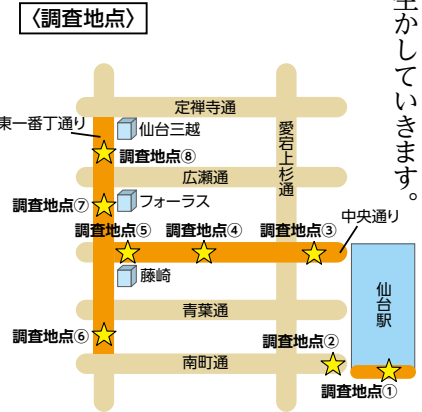 生かしていきます。
〈調査地点〉
定禅寺通
東一番丁通り
仙台三越
愛宕上杉通
調査地点⑧
広瀬通
調査地点⑦
フォーラス
中央通り
調査地点⑤
調査地点④
調査地点③
藤崎
仙台駅
青葉通
調査地点⑥
調査地点②
南町通
調査地点①